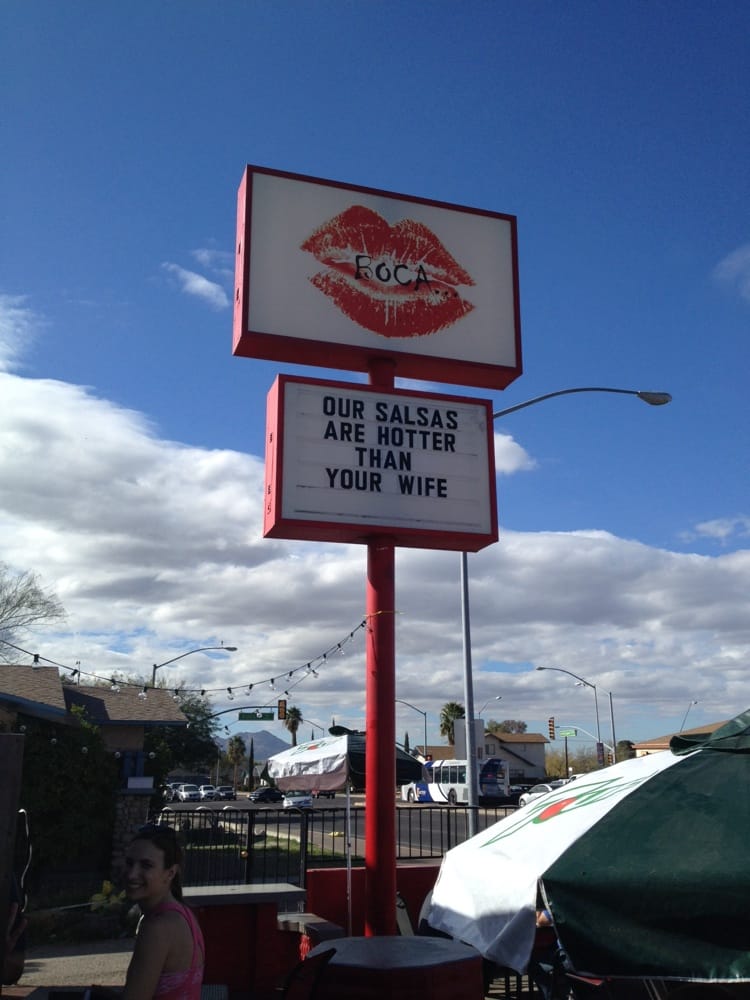 BOCA...
OUR SALSAS
ARE HOTTER
THAN
YOUR WIFE